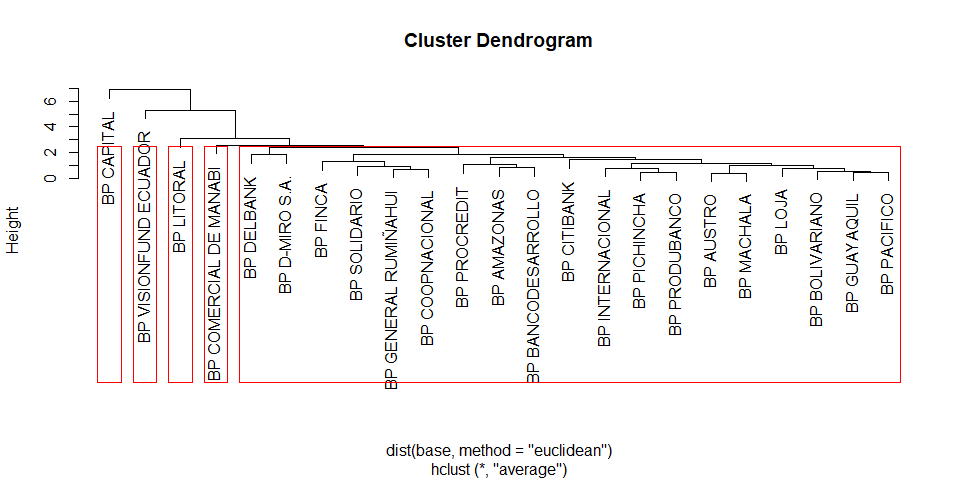 Cluster Dendrogram
Height
0
2
4
6
BP CAPITAL
BP VISIONFUND ECUADOR
BP LITORAL
BP COMERCIAL DE MANABI
BP DELBANK
BP D-MIRO S.A.
BP FINCA
BP SOLIDARIO
BP GENERAL RUMIÑAHUI
BP COOPNACIONAL
BP PROCREDIT
BP AMAZONAS
BP BANCODESARROLLO
BP CITIBANK
BP INTERNACIONAL
BP PICHINCHA
BP PRODUBANCO
BP AUSTRO
BP MACHALA
BP LOJA
BP BOLIVARIANO
BP GUAYAQUIL
BP PACIFICO
dist(base, method = "euclidean")
hclust (*, "average")